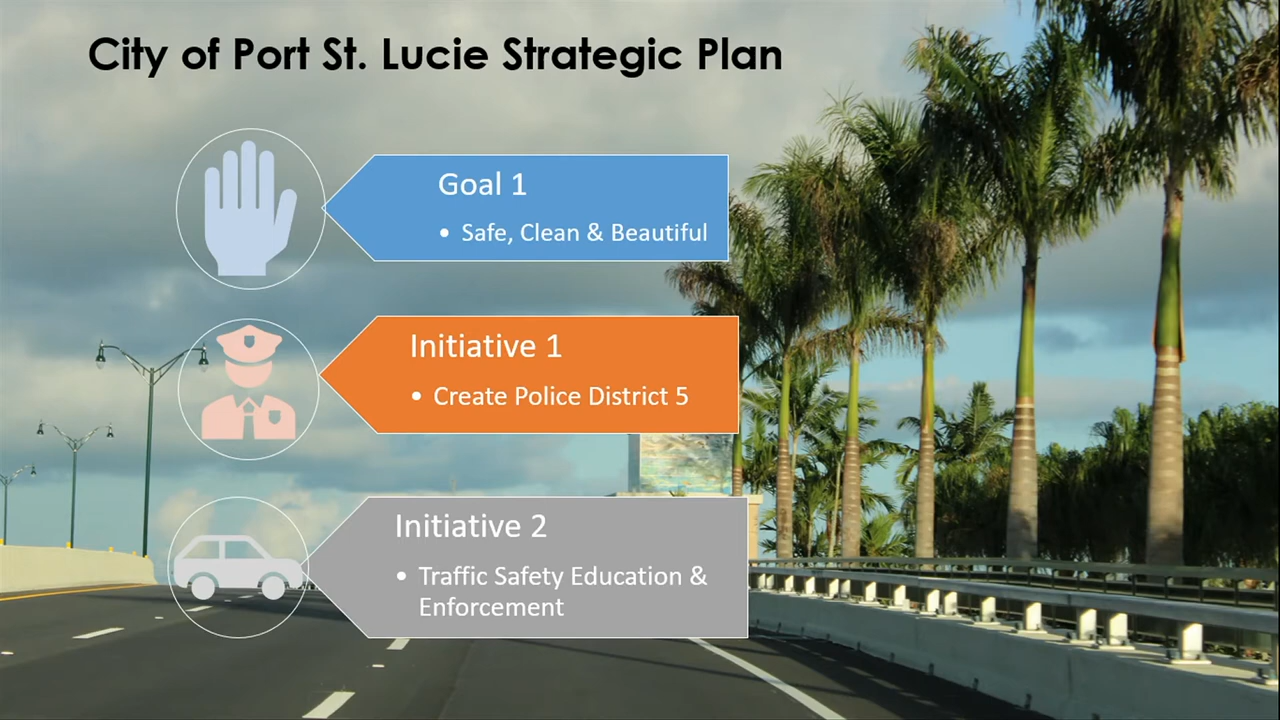 City of Port St. Lucie Strategic Plan
Goal 1
• Safe, Clean & Beautiful
Initiative 1
• Create Police District 5
Initiative 2
• Traffic Safety Education &
Enforcement